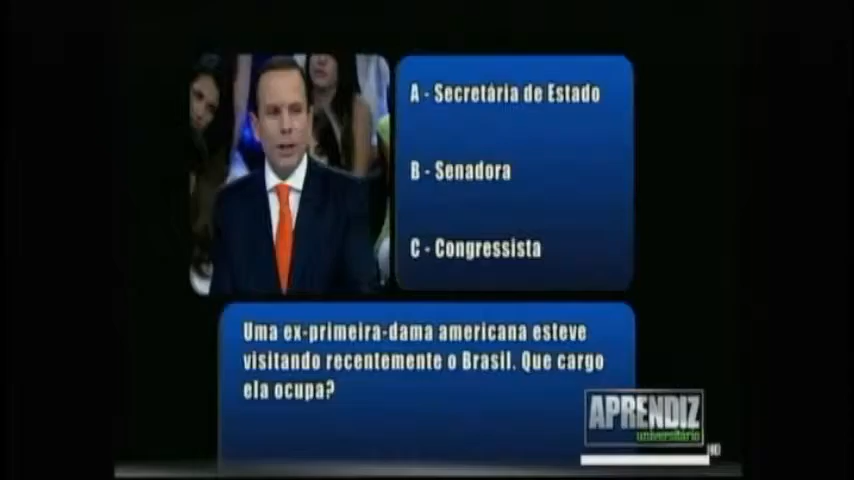 A - Secretária de Estado
B - Senadora
C - Congressista
Uma ex-primeira-dama americana esteve
visitando recentemente o Brasil. Que cargo
ela ocupa?
APRENDIZ
universitário
HD